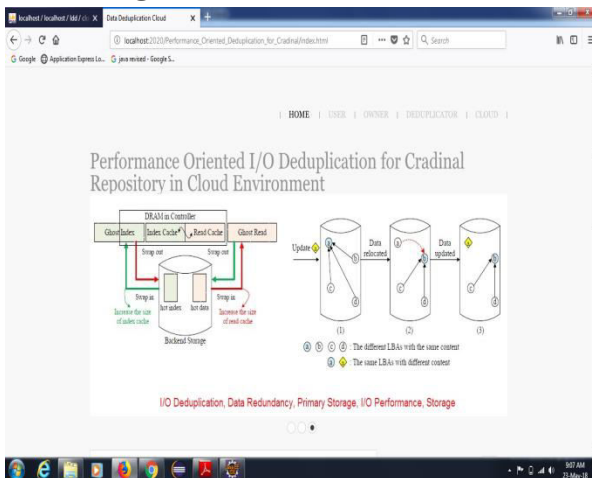 localhost / localhost / ldd / clo X Data Deduplication Cloud X +
localhost:2020/Performance_Oriented_Deduplication_for_Cradinal/index.html Search
Google Application Express Lo... java revised - Google S...
| HOME | USER | OWNER | DEDUPLICATOR | CLOUD |
Performance Oriented I/O Deduplication for Cradinal
Repository in Cloud Environment
DRAM in Controller
Ghost Index Index Cache Read Cache Ghost Read
Swap out Swap out
Swap in Swap in
hot index hot data
Increase the size
of index cache
Increase the size
of read cache
Backend Storage
Update a
Data
relocated
Data
updated
a b c d
(1)
a b c d
(2)
a b c d
(3)
a b c d : The different LBAs with the same content
a a : The same LBAs with different content
I/O Deduplication, Data Redundancy, Primary Storage, I/O Performance, Storage
9:07 AM
23-May-18